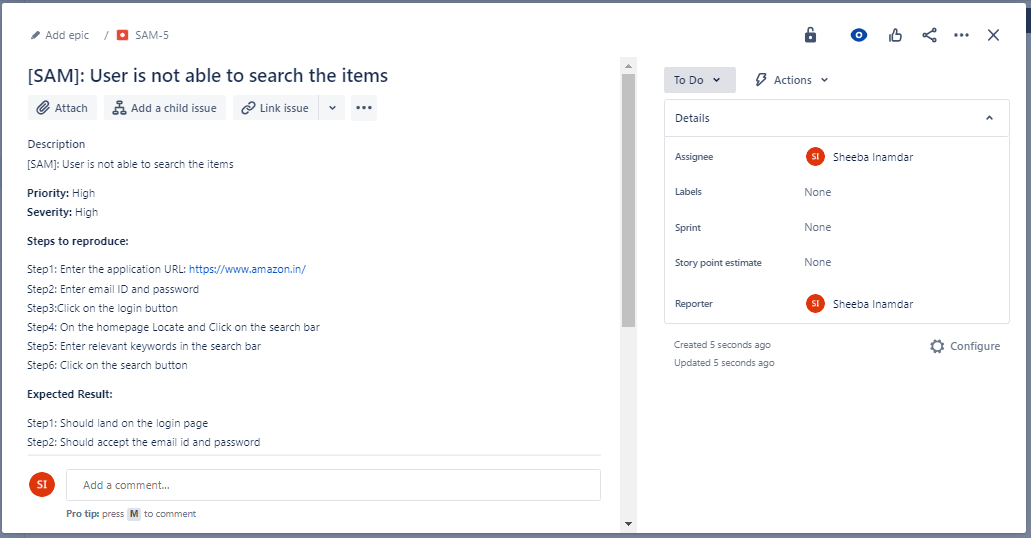 Add epic / SAM-5
[SAM]: User is not able to search the items
Attach Add a child issue Link issue
Description
[SAM]: User is not able to search the items
Priority: High
Severity: High
Steps to reproduce:
Step1: Enter the application URL: https://www.amazon.in/
Step2: Enter email ID and password
Step3:Click on the login button
Step4: On the homepage Locate and Click on the search bar
Step5: Enter relevant keywords in the search bar
Step6: Click on the search button
Expected Result:
Step1: Should land on the login page
Step2: Should accept the email id and password
SI Add a comment...
Pro tip: press M to comment
To Do Actions
Details
Assignee SI Sheeba Inamdar
Labels None
Sprint None
Story point estimate None
Reporter SI Sheeba Inamdar
Created 5 seconds ago
Updated 5 seconds ago
Configure